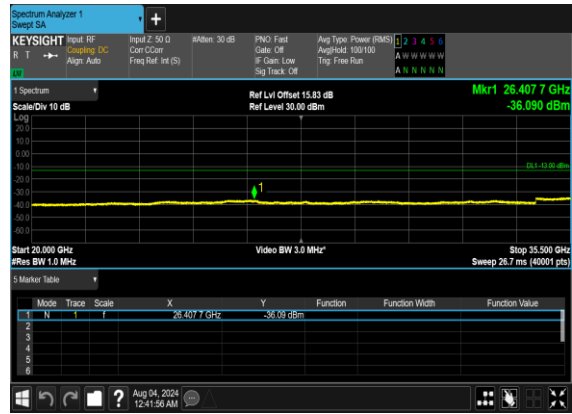 Spectrum Analyzer 1
Swept SA
+
KEYSIGHT Input: RF Input Z: 50 Ω #Atten: 30 dB PNO: Fast Avg Type: Power (RMS) 1 2 3 4 5 6
R T Coupling: DC Corr CCorr Gate: Off Avg|Hold: 100/100 A W W W W W
Align: Auto Freq Ref: Int (S) IF Gain: Low Trig: Free Run
Sig Track: Off A N N N N N
1 Spectrum
Ref Lvl Offset 15.83 dB Mkr1 26.407 7 GHz
Scale/Div 10 dB Ref Level 30.00 dBm -36.090 dBm
Log
20.0
10.0
0.00
-10.0 DL1 -13.00 dBm
-20.0
-30.0 1
-40.0
-50.0
-60.0
Start 20.000 GHz Video BW 3.0 MHz* Stop 35.500 GHz
#Res BW 1.0 MHz Sweep 26.7 ms (40001 pts)
5 Marker Table
Mode Trace Scale X Y Function Function Width Function Value
1 N 1 f 26.407 7 GHz -36.09 dBm
2
3
4
5
6
? Aug 04, 2024
12:41:56 AM